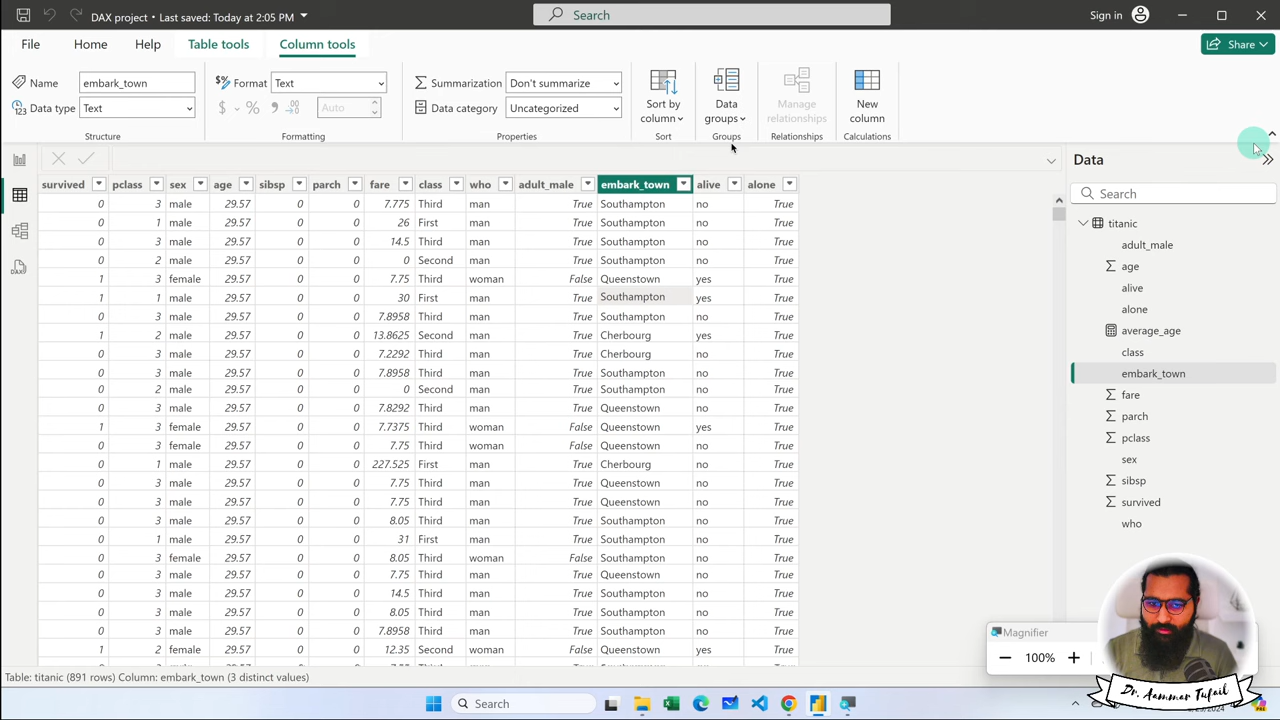 DAX project • Last saved: Today at 2:05 PM
Search
Sign in
File Home Help Table tools Column tools
Share
Name embark_town
Format Text
Summarization Don't summarize
Data type Text
$ % Auto
Data category Uncategorized
Sort by column
Data groups
Manage relationships
New column
Structure Formatting Properties Sort Groups Relationships Calculations
survived pclass sex age sibsp parch fare class who adult_male embark_town alive alone
0 3 male 29.57 0 0 7.775 Third man True Southampton no True
0 1 male 29.57 0 0 26 First man True Southampton no True
0 3 male 29.57 0 0 14.5 Third man True Southampton no True
0 2 male 29.57 0 0 0 Second man True Southampton no True
1 3 female 29.57 0 0 7.75 Third woman False Queenstown yes True
1 1 male 29.57 0 0 30 First man True Southampton yes True
0 3 male 29.57 0 0 7.8958 Third man True Southampton no True
1 2 male 29.57 0 0 13.8625 Second man True Cherbourg yes True
0 3 male 29.57 0 0 7.2292 Third man True Cherbourg no True
0 3 male 29.57 0 0 7.8958 Third man True Southampton no True
0 2 male 29.57 0 0 0 Second man True Southampton no True
0 3 male 29.57 0 0 7.8292 Third man True Queenstown no True
1 3 female 29.57 0 0 7.7375 Third woman False Queenstown yes True
0 3 female 29.57 0 0 7.75 Third woman False Queenstown no True
0 1 male 29.57 0 0 227.525 First man True Cherbourg no True
0 3 male 29.57 0 0 7.75 Third man True Queenstown no True
0 3 male 29.57 0 0 7.75 Third man True Queenstown no True
0 3 male 29.57 0 0 8.05 Third man True Southampton no True
0 1 male 29.57 0 0 31 First man True Southampton no True
0 3 female 29.57 0 0 8.05 Third woman False Southampton no True
0 3 male 29.57 0 0 7.75 Third man True Queenstown no True
0 3 male 29.57 0 0 14.5 Third man True Southampton no True
0 3 male 29.57 0 0 8.05 Third man True Southampton no True
0 3 male 29.57 0 0 7.8958 Third man True Southampton no True
1 2 female 29.57 0 0 12.35 Second woman False Queenstown yes True
Data
Search
titanic
adult_male
age
alive
alone
average_age
class
embark_town
fare
parch
pclass
sex
sibsp
survived
who
Magnifier
100%
Dr. Aammar Tufail
Table: titanic (891 rows) Column: embark_town (3 distinct values)
Search